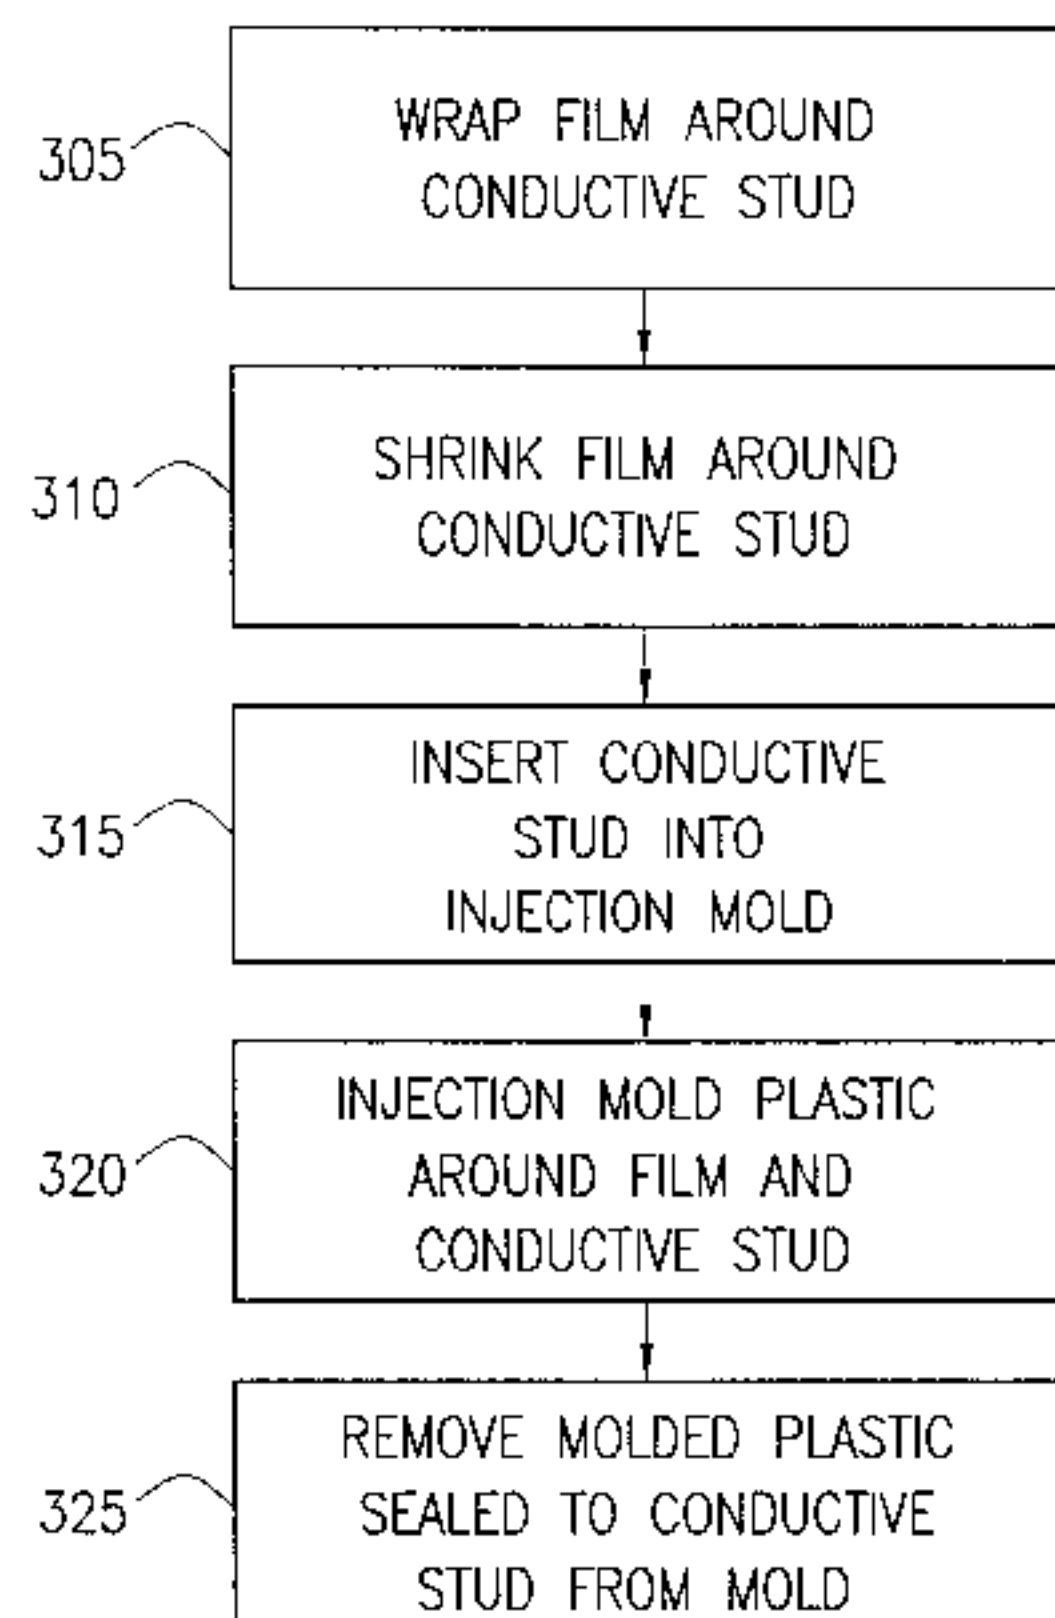 305
WRAP FILM AROUND
CONDUCTIVE STUD
310
SHRINK FILM AROUND
CONDUCTIVE STUD
315
INSERT CONDUCTIVE
STUD INTO
INJECTION MOLD
320
INJECTION MOLD PLASTIC
AROUND FILM AND
CONDUCTIVE STUD
325
REMOVE MOLDED PLASTIC
SEALED TO CONDUCTIVE
STUD FROM MOLD